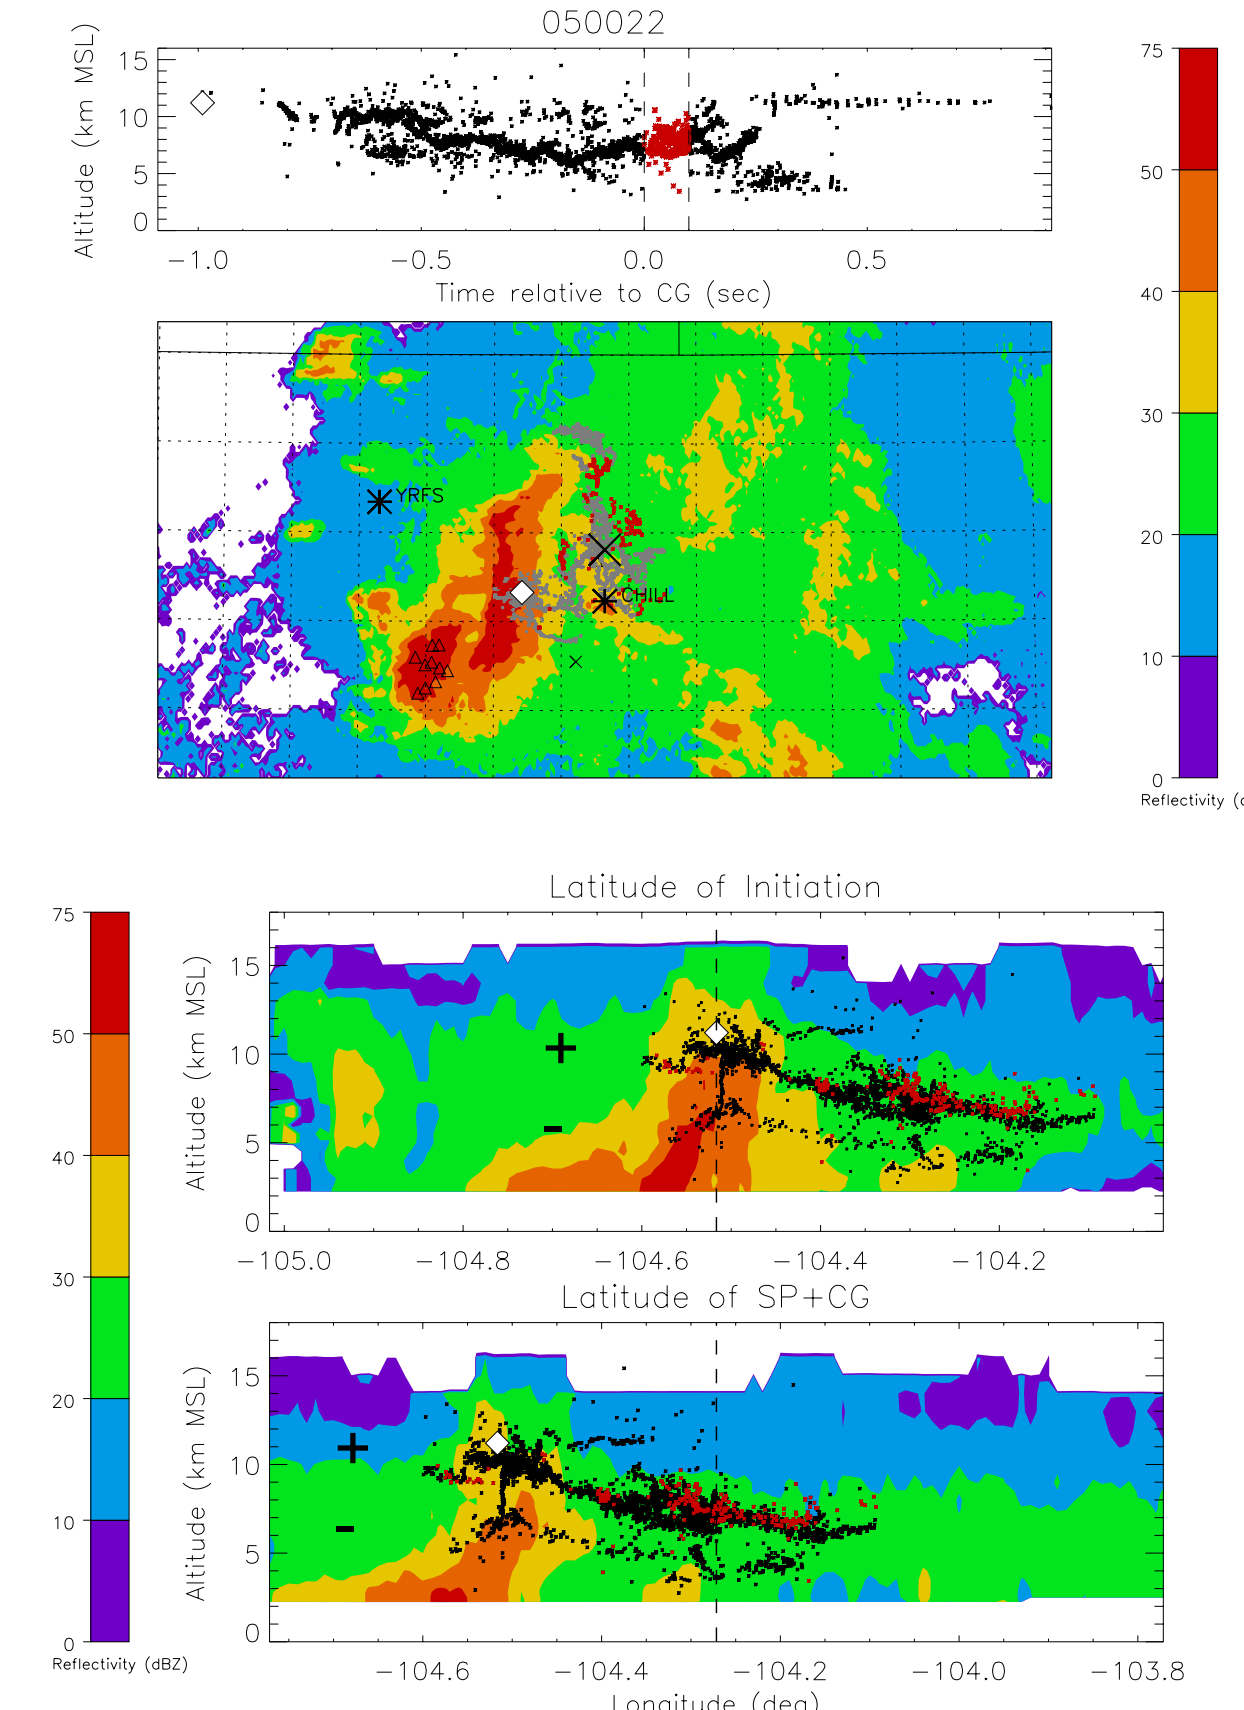 050022
Altitude (km MSL)
15
10
5
0
−1.0 −0.5 0.0 0.5
Time relative to CG (sec)
75
50
40
30
20
10
0
Reflectivity (
YRFS
CHILL
75
50
40
30
20
10
0
Reflectivity (dBZ)
Latitude of Initiation
Altitude (km MSL)
15
10
5
0
+
−
−105.0 −104.8 −104.6 −104.4 −104.2
Latitude of SP+CG
Altitude (km MSL)
15
10
5
0
+
−
−104.6 −104.4 −104.2 −104.0 −103.8
Longitude (deg)